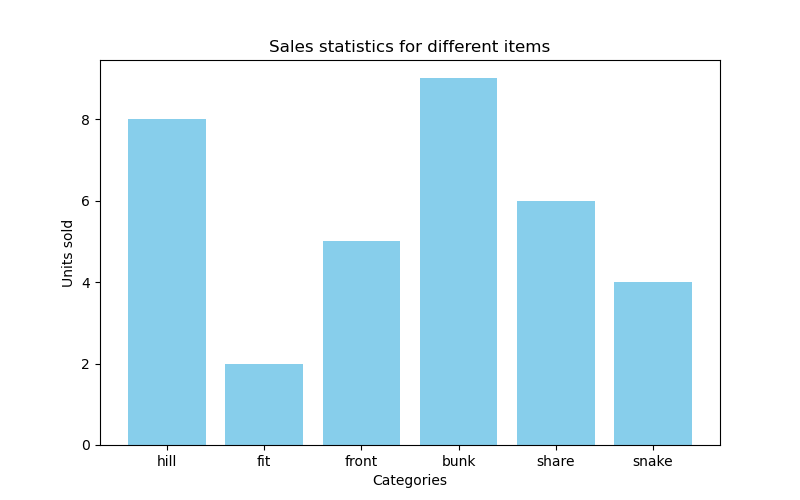 Sales statistics for different items
Units sold
8
6
4
2
0
hill fit front bunk share snake
Categories